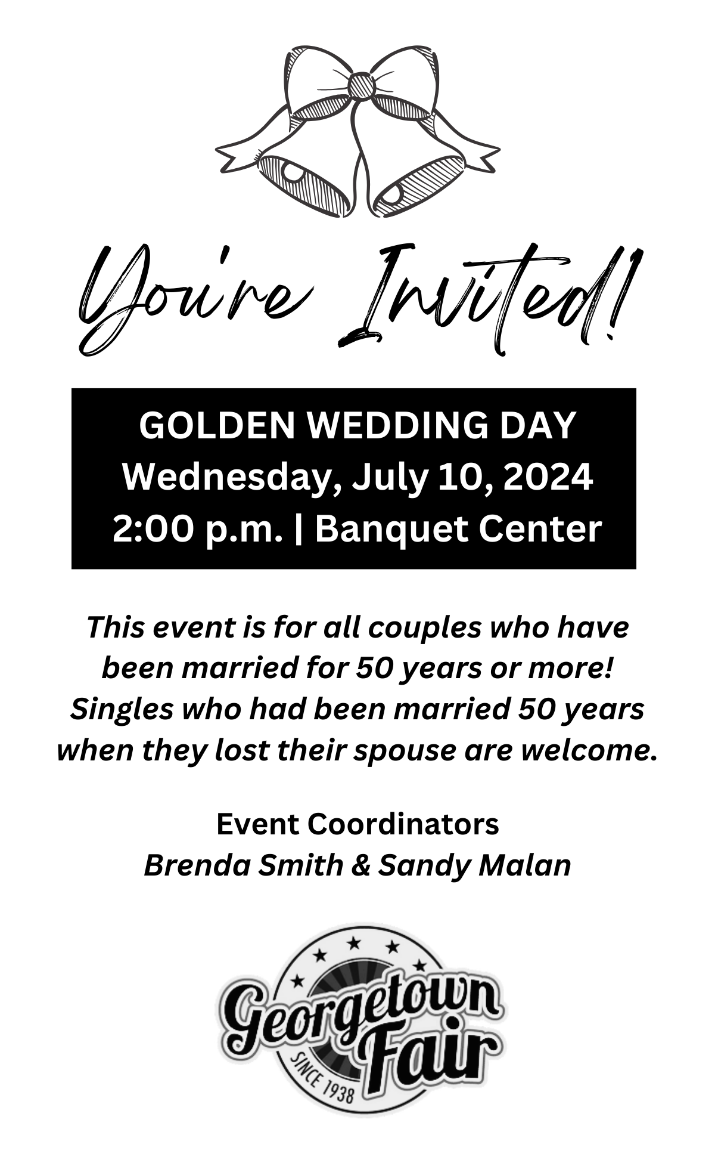 You're Invited!
GOLDEN WEDDING DAY
Wednesday, July 10, 2024
2:00 p.m. | Banquet Center
This event is for all couples who have
been married for 50 years or more!
Singles who had been married 50 years
when they lost their spouse are welcome.
Event Coordinators
Brenda Smith & Sandy Malan
Georgetown
Fair
SINCE 1938